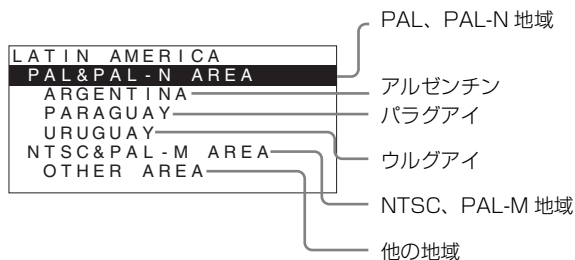 LATIN AMERICA
PAL&PAL-N AREA
ARGENTINA
PARAGUAY
URUGUAY
NTSC&PAL-M AREA
OTHER AREA
PAL、PAL-N 地域
アルゼンチン
パラグアイ
ウルグアイ
NTSC、PAL-M 地域
他の地域